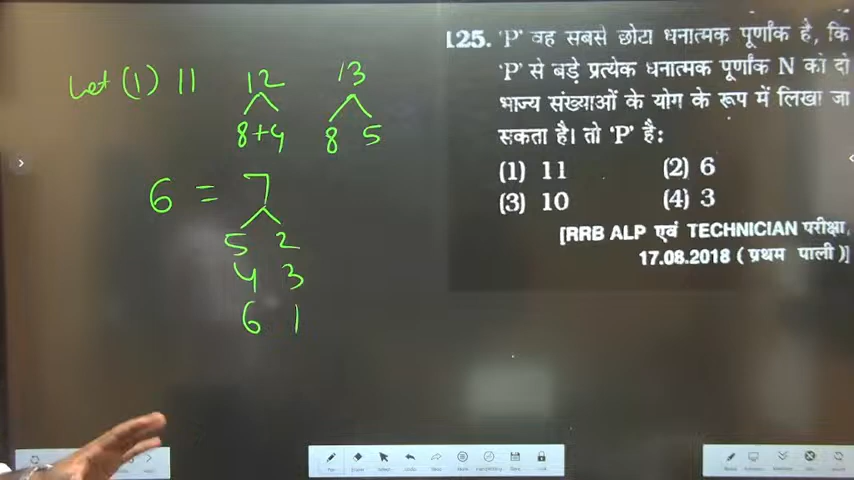 125. 'P' वह सबसे छोटा धनात्मक पूर्णांक है, कि
'P' से बड़े प्रत्येक धनात्मक पूर्णांक N को दो
भाज्य संख्याओं के योग के रूप में लिखा जा
सकता है। तो 'P' है:
(1) 11 (2) 6
(3) 10 (4) 3
[RRB ALP एवं TECHNICIAN परीक्षा,
17.08.2018 (प्रथम पाली)]
Let (1) 11 12 13
8+4 8 5
6 = 7
5 2
4 3
6 1